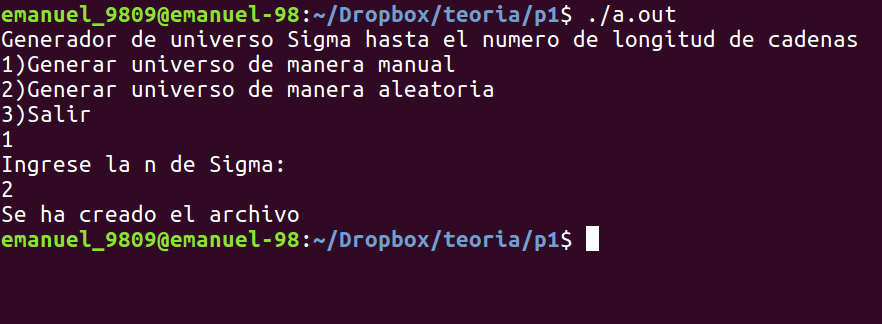 emanuel_9809@emanuel-98:~/Dropbox/teoria/p1$ ./a.out
Generador de universo Sigma hasta el numero de longitud de cadenas
1)Generar universo de manera manual
2)Generar universo de manera aleatoria
3)Salir
1
Ingrese la n de Sigma:
2
Se ha creado el archivo
emanuel_9809@emanuel-98:~/Dropbox/teoria/p1$